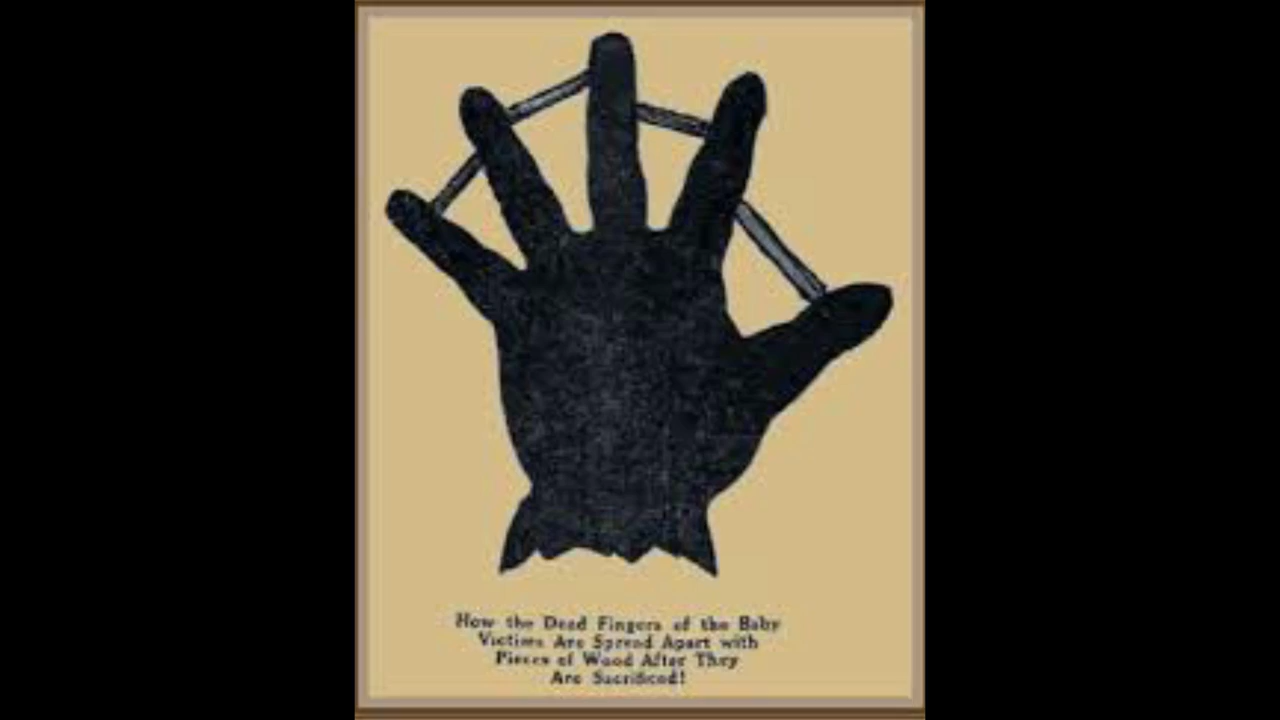 How the Dead Fingers of the Baby
Victims Are Spread Apart with
Pieces of Wood After They
Are Sacrificed!